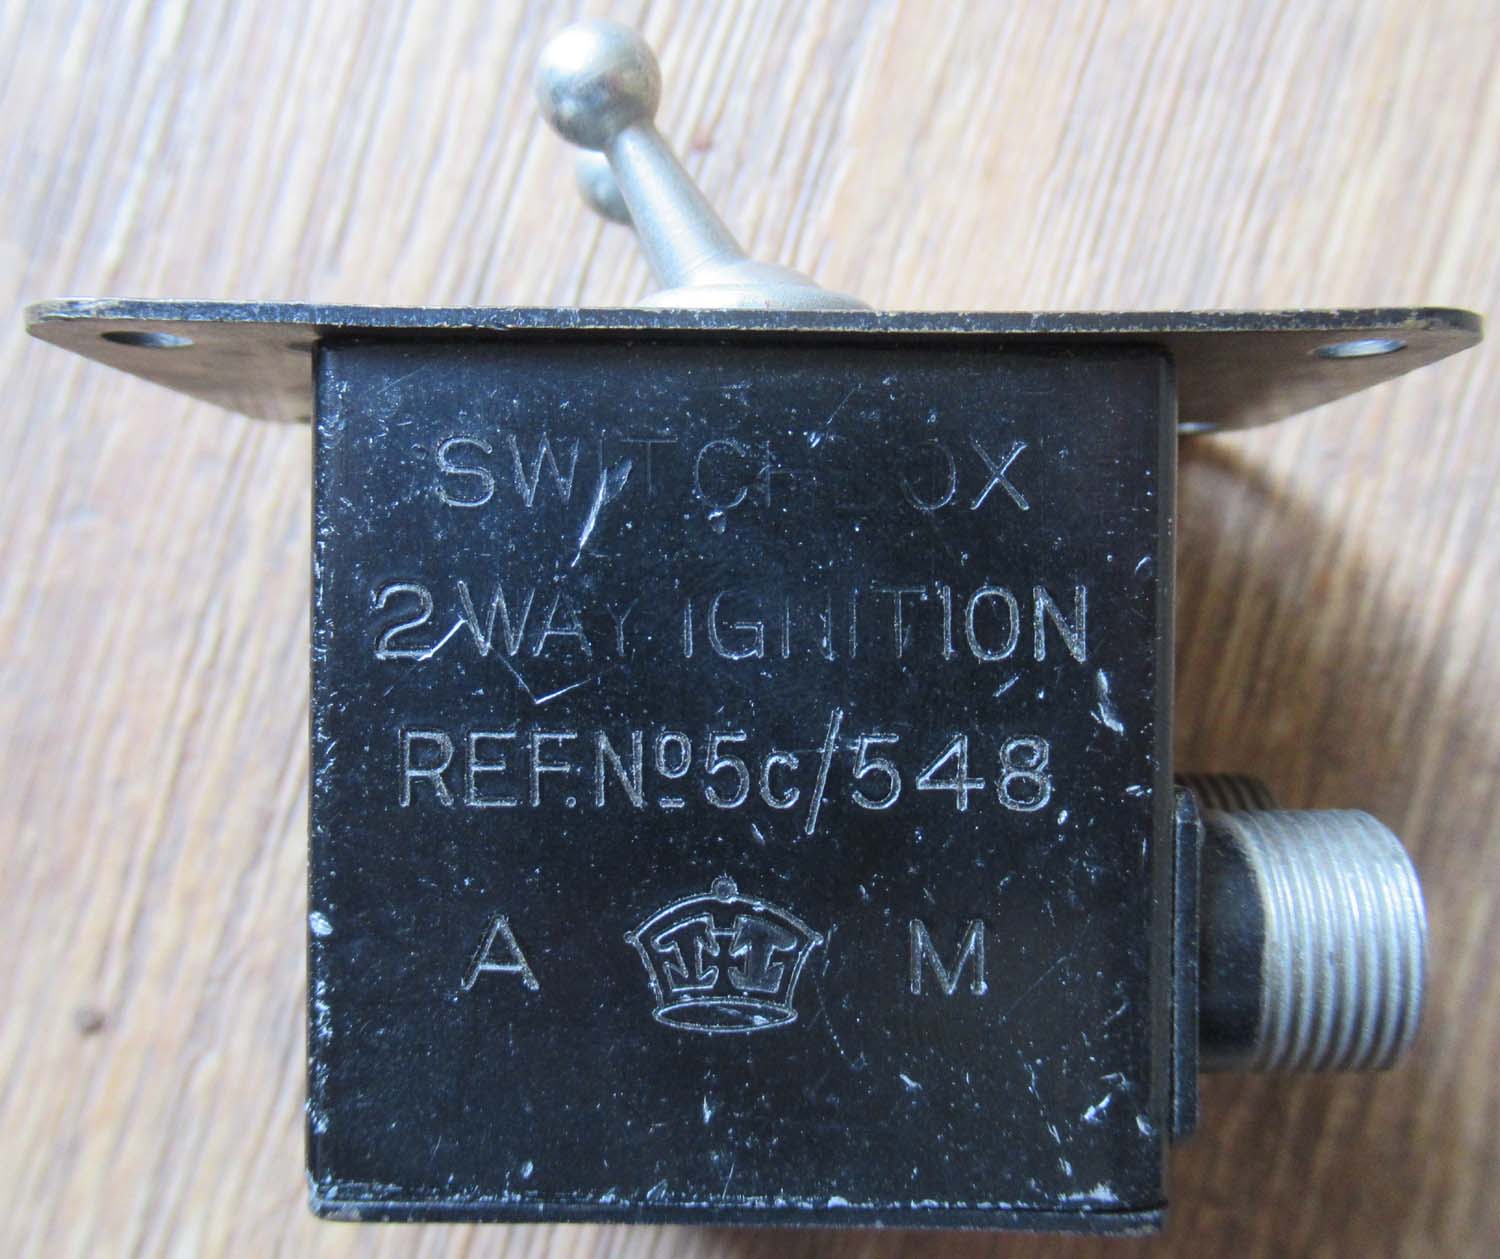 SWITCHBOX
2 WAY IGNITION
REF. Nº 5C/548
A M